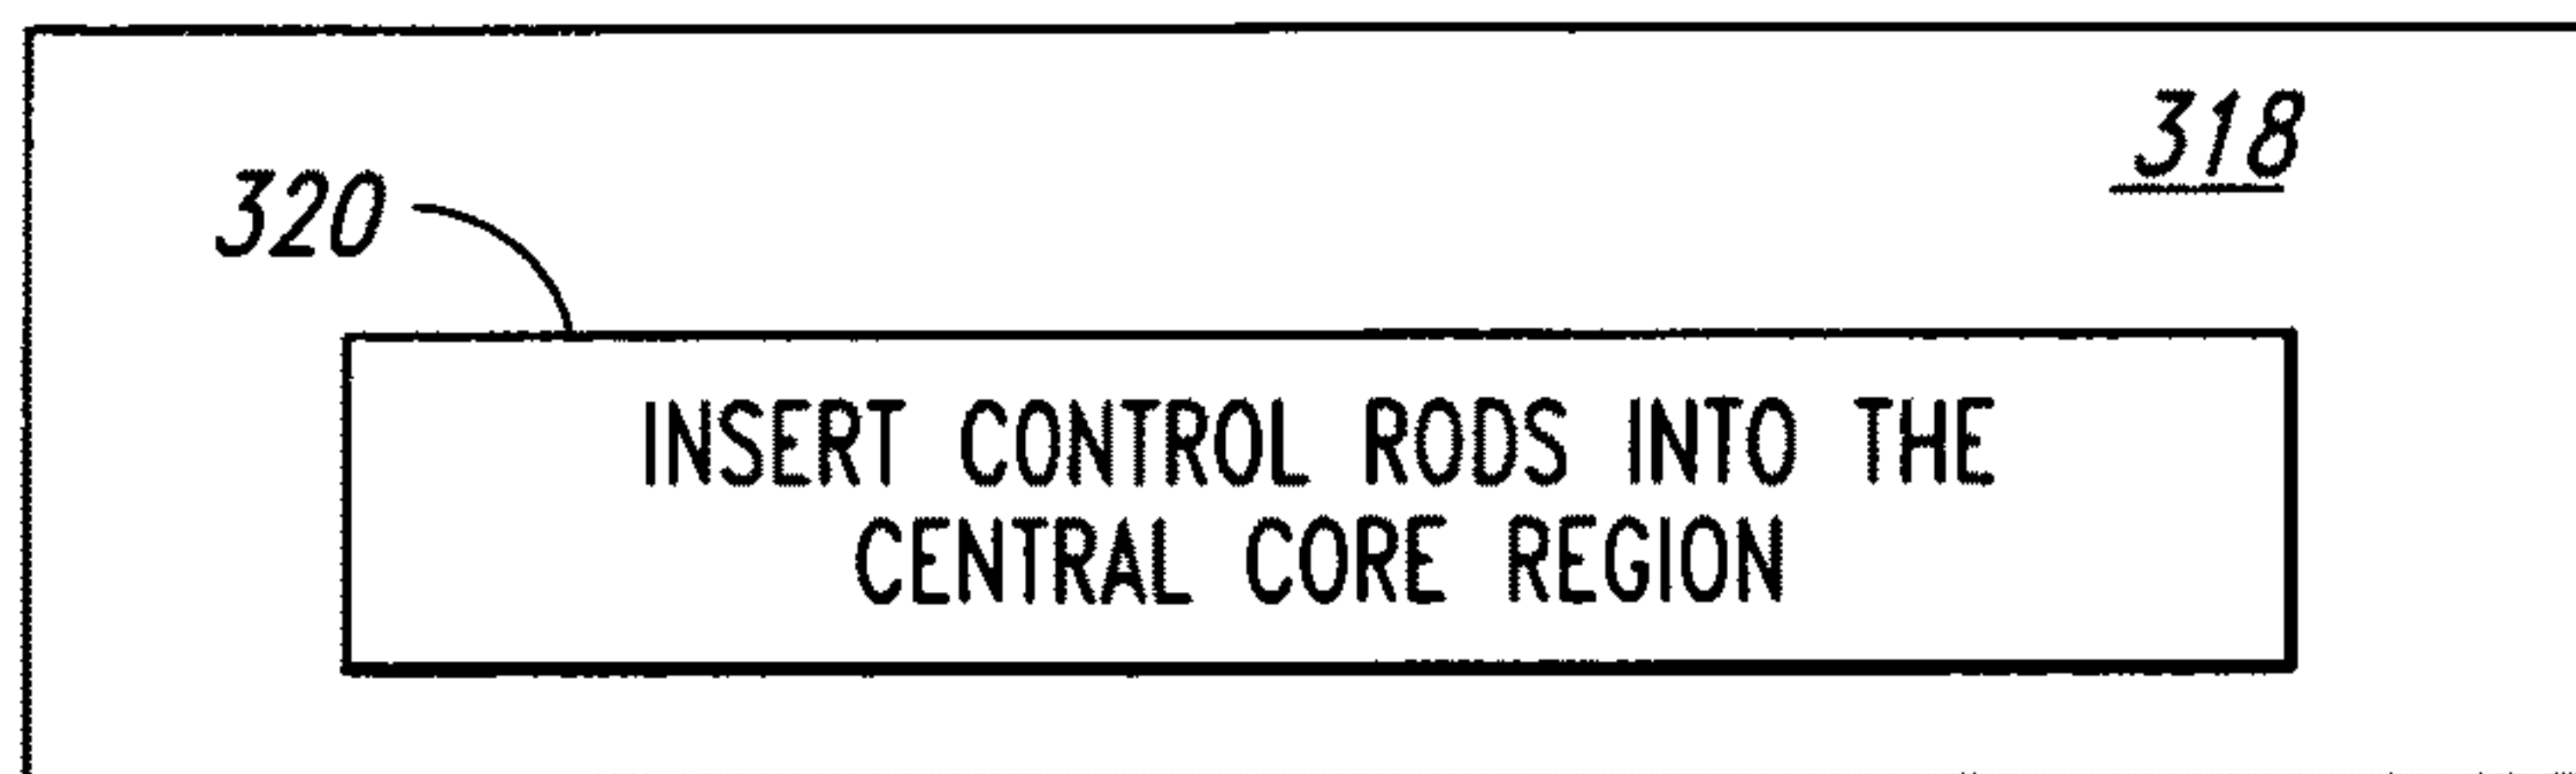 318
320
INSERT CONTROL RODS INTO THE
CENTRAL CORE REGION